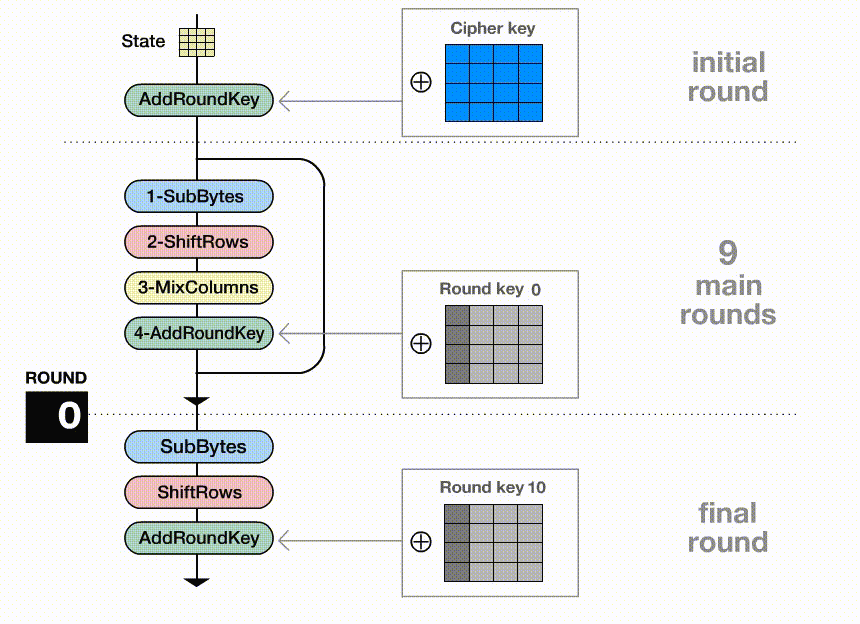 State
Cipher key
initial
round
AddRoundKey
1-SubBytes
2-ShiftRows
3-MixColumns
4-AddRoundKey
Round key 0
9
main
rounds
ROUND
0
SubBytes
ShiftRows
AddRoundKey
Round key 10
final
round